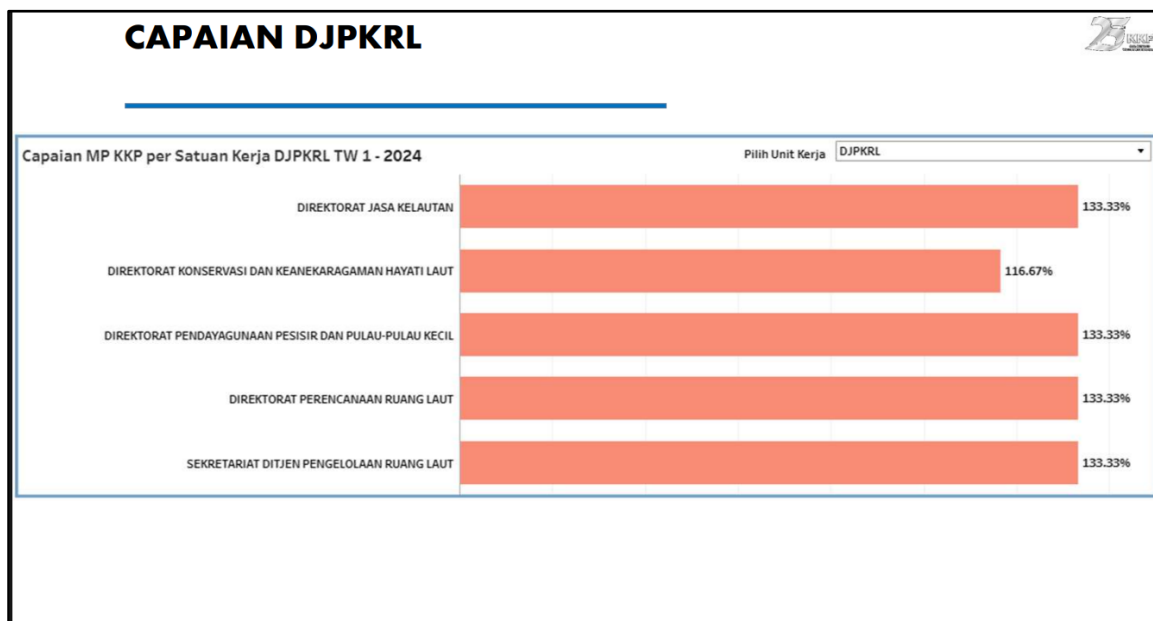 CAPAIAN DJPKRL
25 KKP
Capaian MP KKP per Satuan Kerja DJPKRL TW 1 - 2024
Pilih Unit Kerja DJPKRL
DIREKTORAT JASA KELAUTAN 133.33%
DIREKTORAT KONSERVASI DAN KEANEKARAGAMAN HAYATI LAUT 116.67%
DIREKTORAT PENDAYAGUNAAN PESISIR DAN PULAU-PULAU KECIL 133.33%
DIREKTORAT PERENCANAAN RUANG LAUT 133.33%
SEKRETARIAT DITJEN PENGELOLAAN RUANG LAUT 133.33%